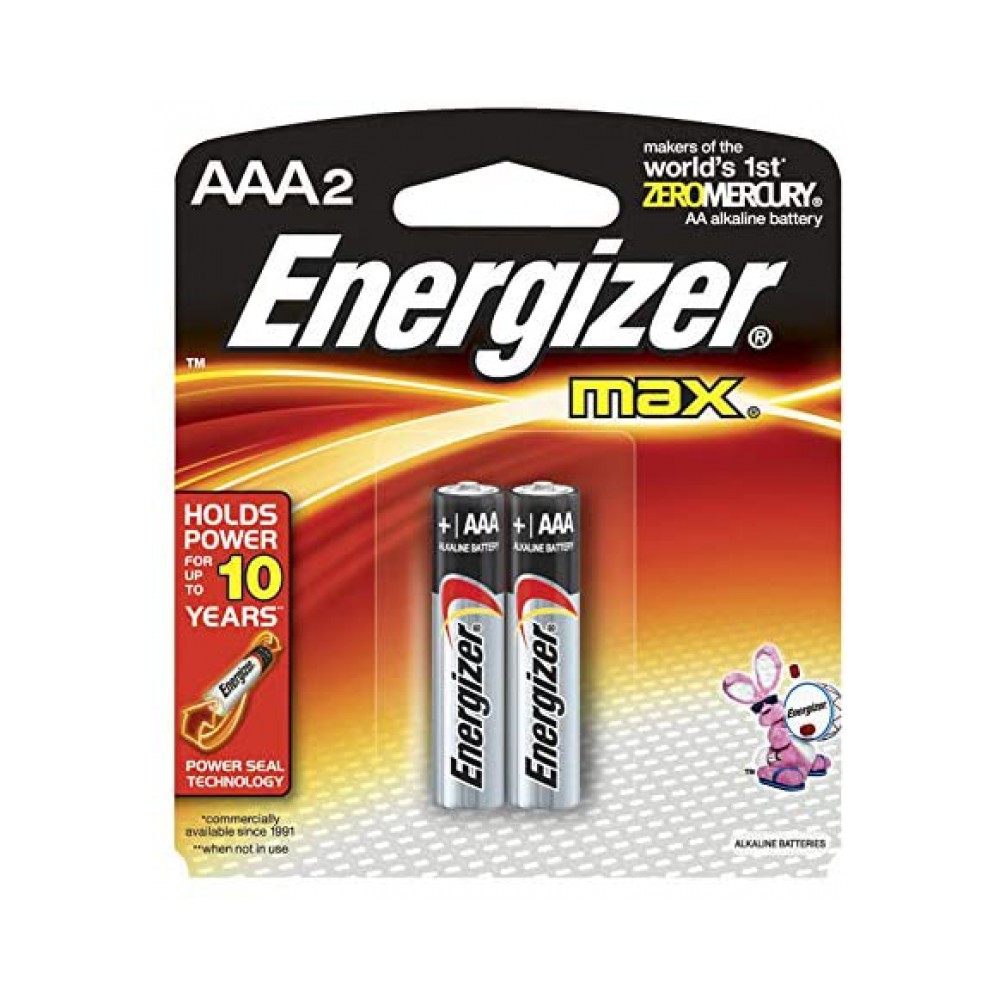 AAA2
makers of the
world's 1st*
ZEROMERCURY®
AA alkaline battery
Energizer®
™
max®
HOLDS
POWER
FOR
UP
TO
10
YEARS**
Energizer
POWER SEAL
TECHNOLOGY
*commercially
available since 1991
**when not in use
+ | AAA
ALKALINE BATTERY
Energizer®
+ | AAA
ALKALINE BATTERY
Energizer®
Energizer
™
ALKALINE BATTERIES